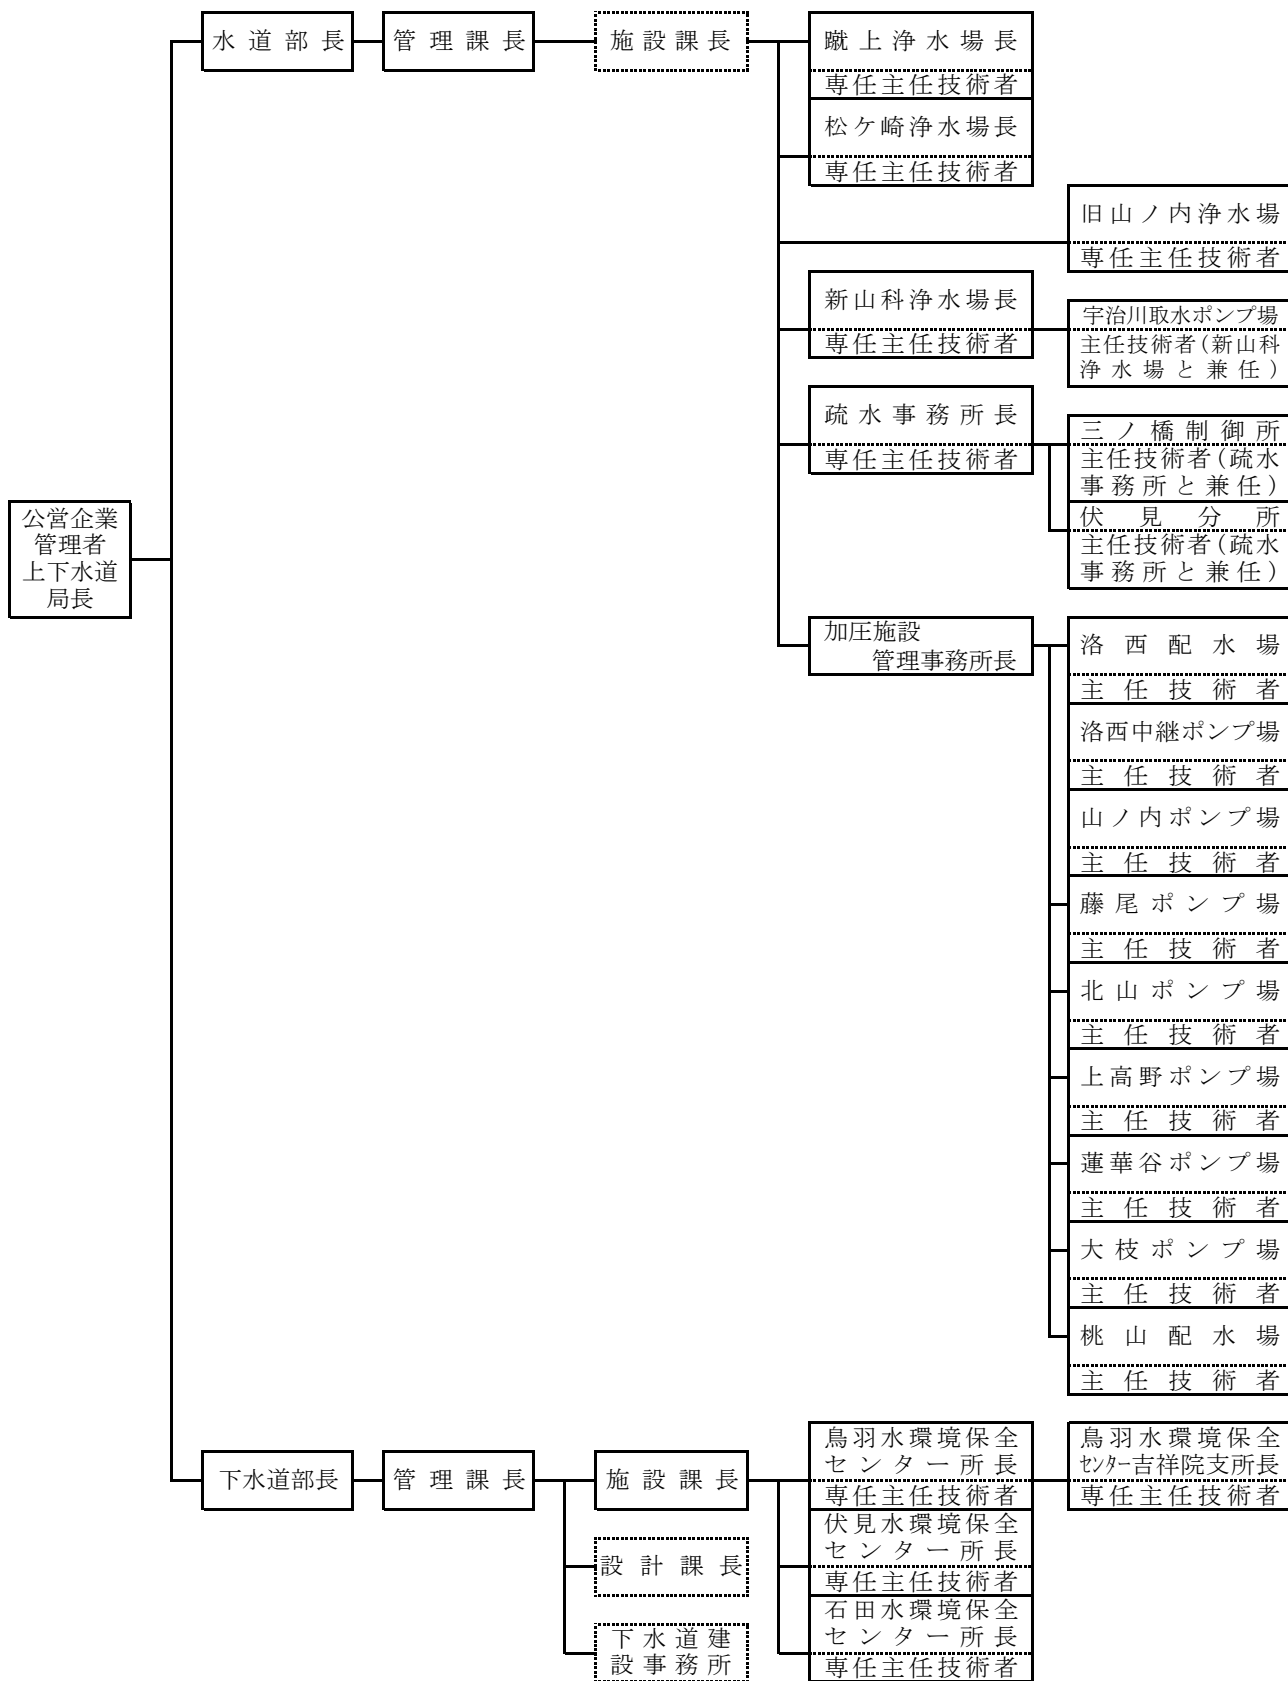 水道部長
管理課長
施設課長
蹴上浄水場長
専任主任技術者
松ケ崎浄水場長
専任主任技術者
旧山ノ内浄水場
専任主任技術者
新山科浄水場長
専任主任技術者
宇治川取水ポンプ場
主任技術者(新山科
浄水場と兼任)
疏水事務所長
専任主任技術者
三ノ橋制御所
主任技術者(疏水
事務所と兼任)
伏見分所
主任技術者(疏水
事務所と兼任)
公営企業
管理者
上下水道
局長
加圧施設
管理事務所長
洛西配水場
主任技術者
洛西中継ポンプ場
主任技術者
山ノ内ポンプ場
主任技術者
藤尾ポンプ場
主任技術者
北山ポンプ場
主任技術者
上高野ポンプ場
主任技術者
蓮華谷ポンプ場
主任技術者
大枝ポンプ場
主任技術者
桃山配水場
主任技術者
下水道部長
管理課長
施設課長
鳥羽水環境保全
センター所長
専任主任技術者
鳥羽水環境保全
センター吉祥院支所長
専任主任技術者
伏見水環境保全
センター所長
専任主任技術者
設計課長
石田水環境保全
センター所長
専任主任技術者
下水道建
設事務所